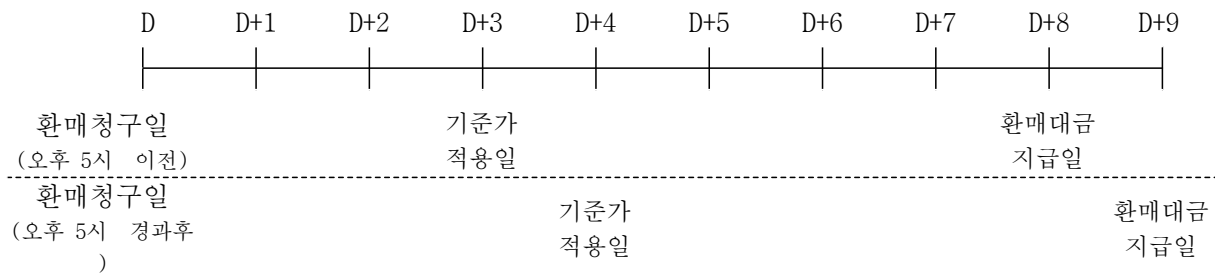 D D+1 D+2 D+3 D+4 D+5 D+6 D+7 D+8 D+9
환매청구일 기준가 환매대금
(오후 5시 이전) 적용일 지급일
환매청구일 기준가 환매대금
(오후 5시 경과후 적용일 지급일
)